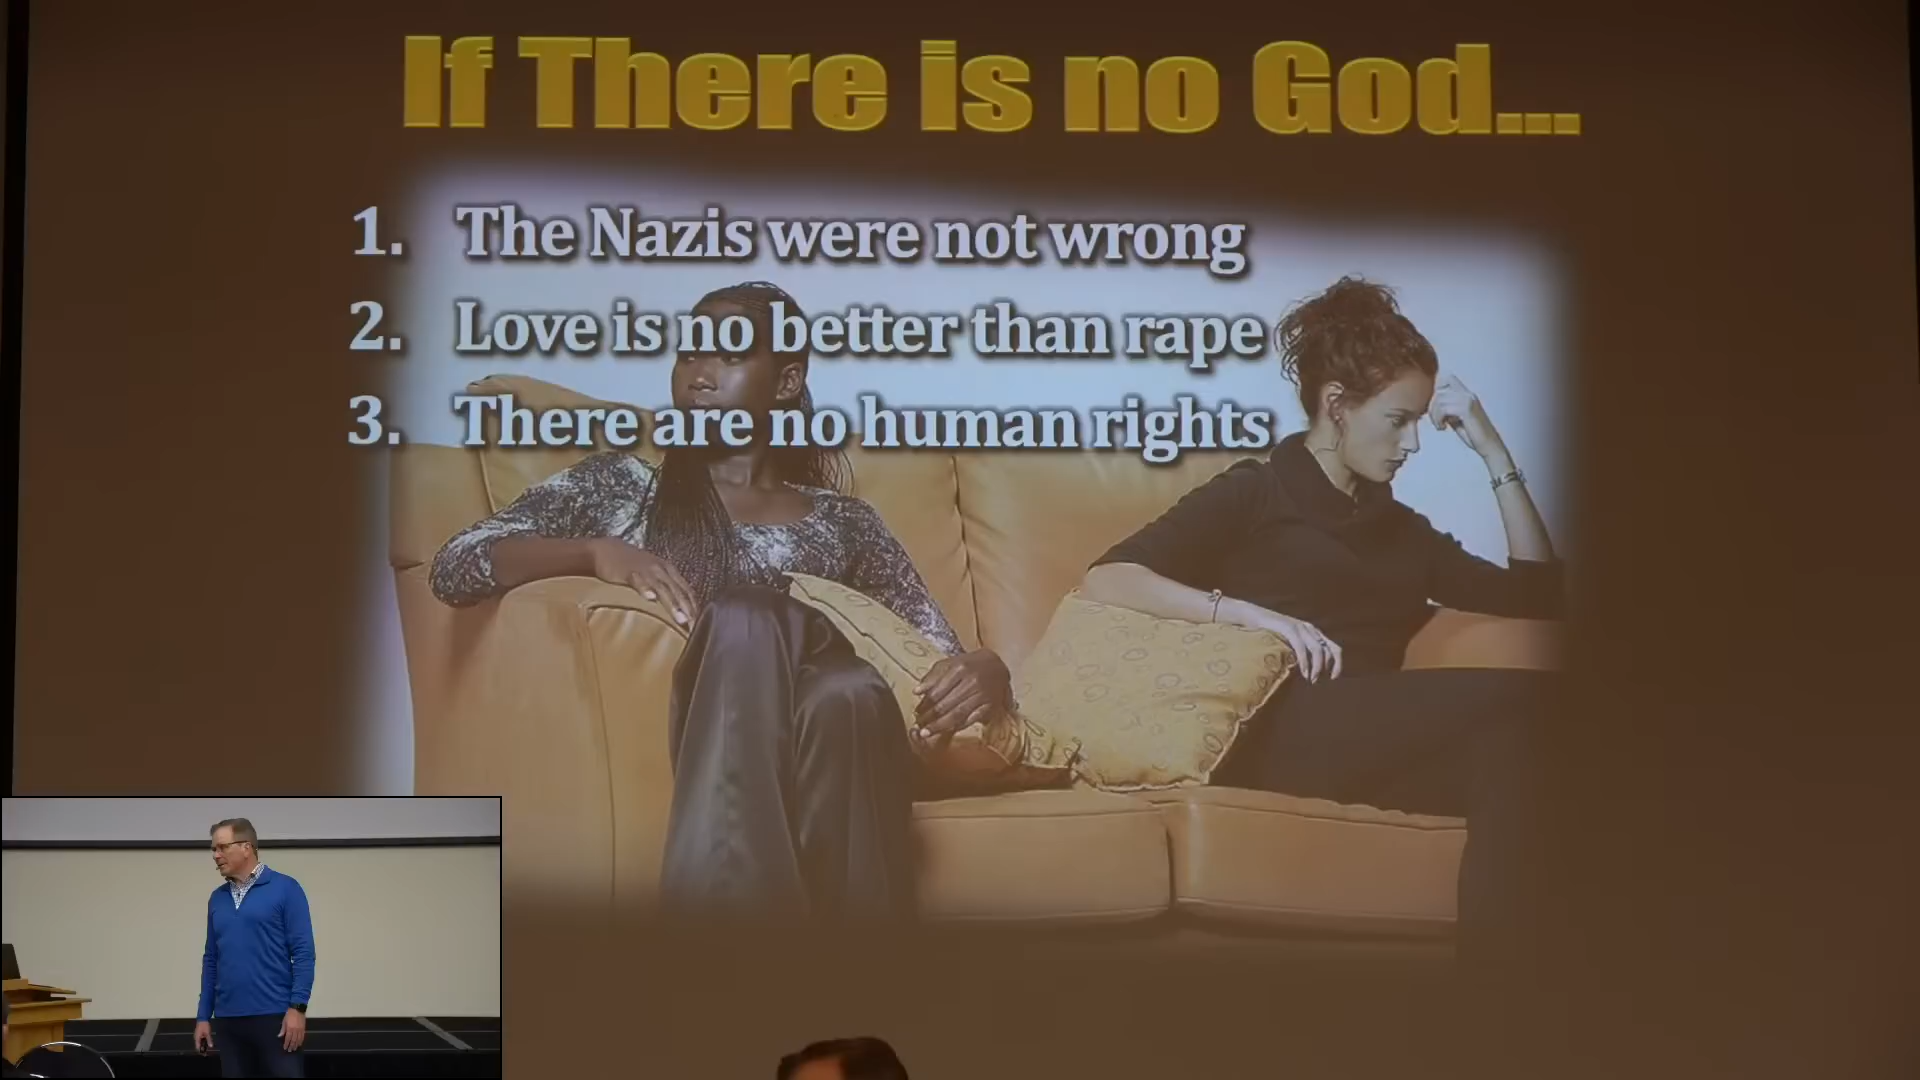 If There is no God...
1. The Nazis were not wrong
2. Love is no better than rape
3. There are no human rights